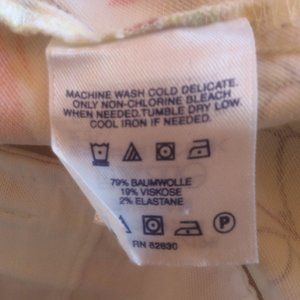 MACHINE WASH COLD DELICATE.
ONLY NON-CHLORINE BLEACH
WHEN NEEDED.TUMBLE DRY LOW.
COOL IRON IF NEEDED.
79% BAUMWOLLE
19% VISKOSE
2% ELASTANE
P
RN 62630